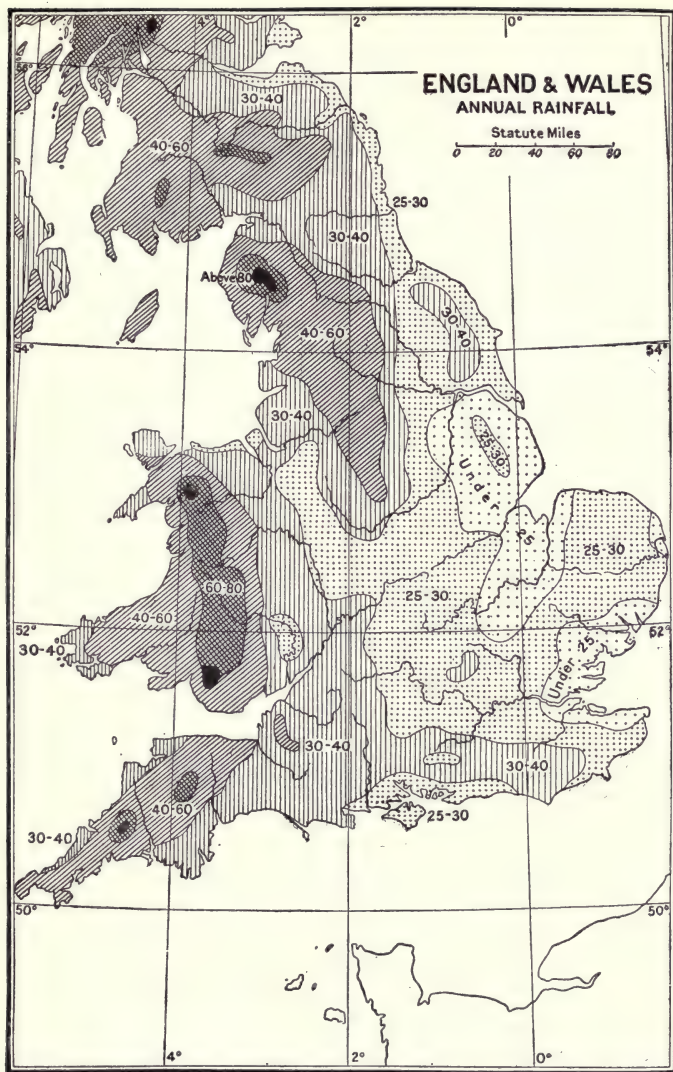 4° 2° 0°
56°
ENGLAND & WALES
ANNUAL RAINFALL
Statute Miles
0 20 40 60 80
30-40
40-60
25-30
30-40
Above 80
30-40
40-60
54° 54°
30-40
25-30
Under
25
25-30
60-80
25-30
40-60
52° 52°
30-40
Under 25
30-40
30-40
40-60
25-30
30-40
50° 50°
4° 2° 0°